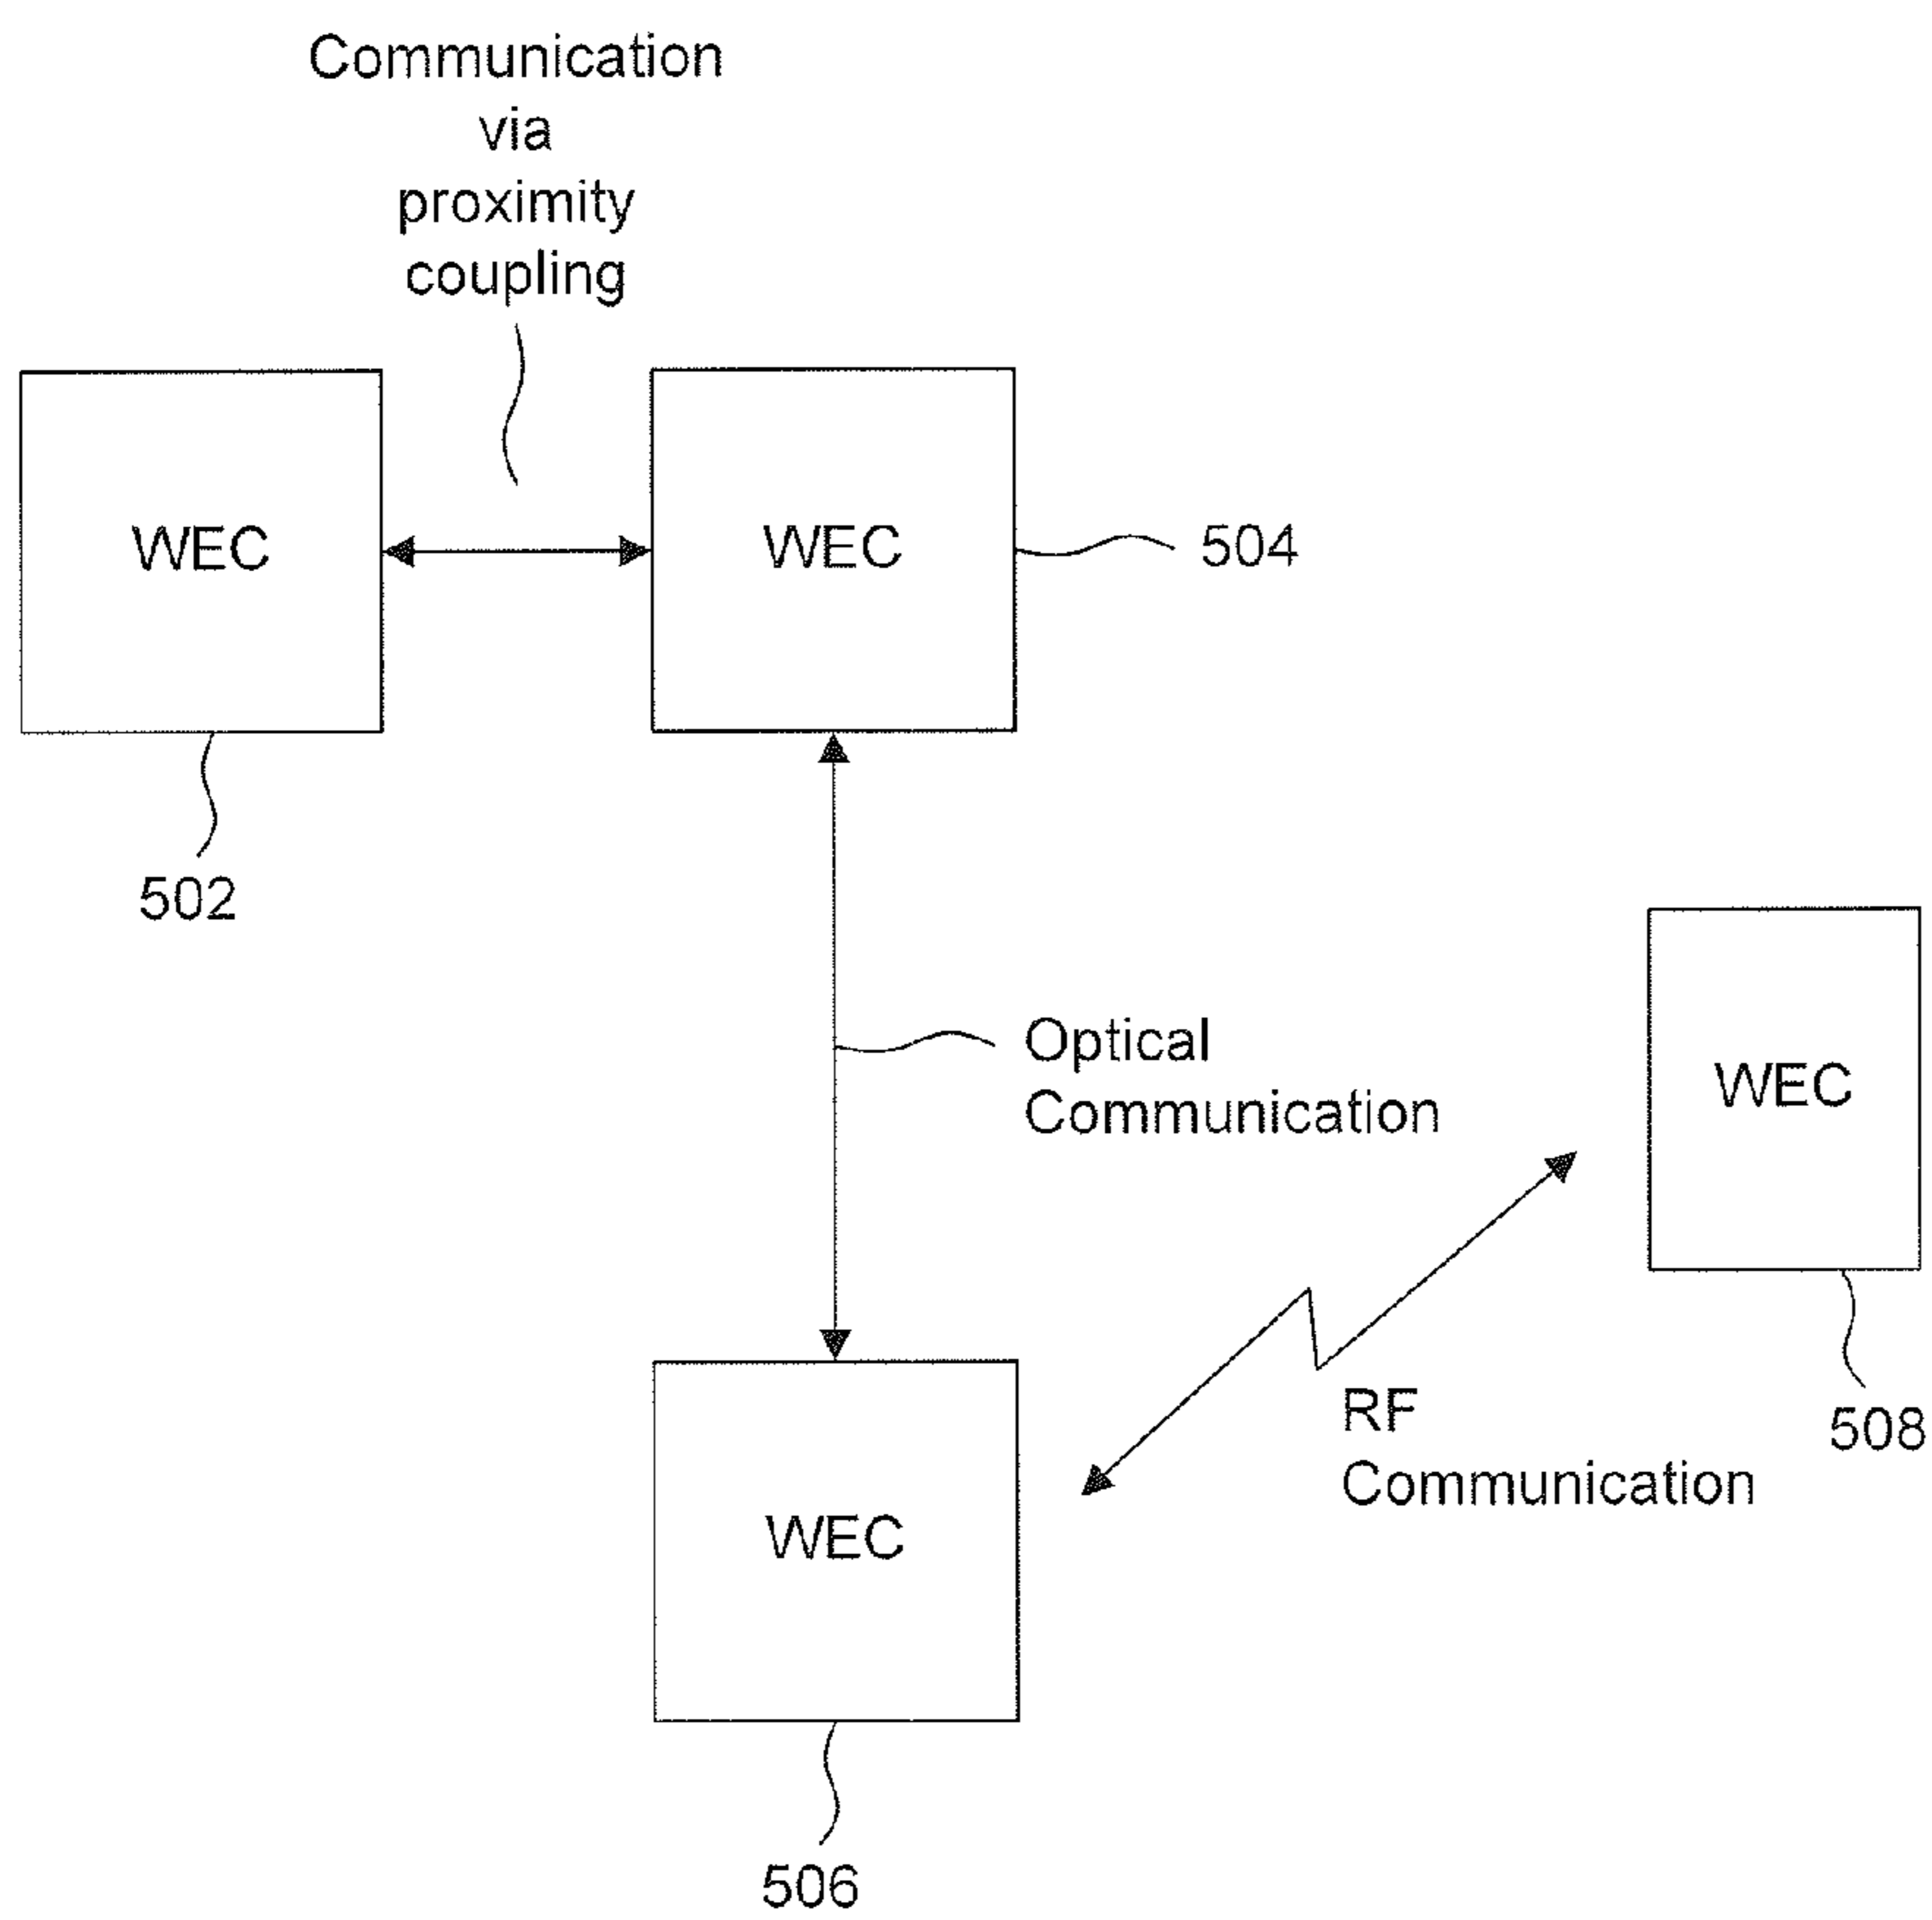 Communication
via
proximity
coupling
WEC
WEC
504
502
Optical
Communication
WEC
RF
Communication
508
WEC
506